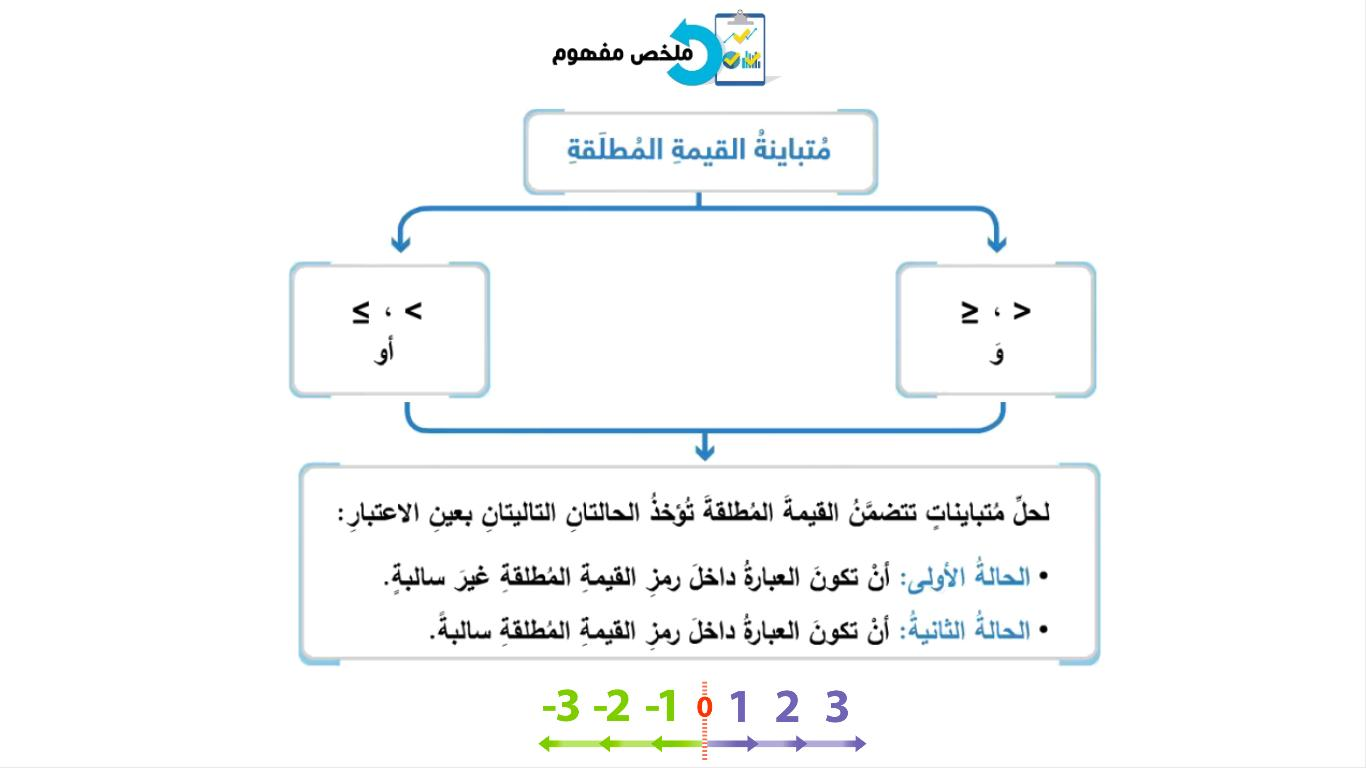 ملخص مفهوم
مُتباينةُ القيمةِ المُطلَقةِ
≥ ، >
وَ
≤ ، <
أو
لحلِّ مُتبايناتٍ تتضمَّنُ القيمةَ المُطلقةَ تُؤخذُ الحالتانِ التاليتانِ بعينِ الاعتبارِ:
• الحالةُ الأولى: أنْ تكونَ العبارةُ داخلَ رمزِ القيمةِ المُطلقةِ غيرَ سالبةٍ.
• الحالةُ الثانيةُ: أنْ تكونَ العبارةُ داخلَ رمزِ القيمةِ المُطلقةِ سالبةً.
-3 -2 -1 0 1 2 3